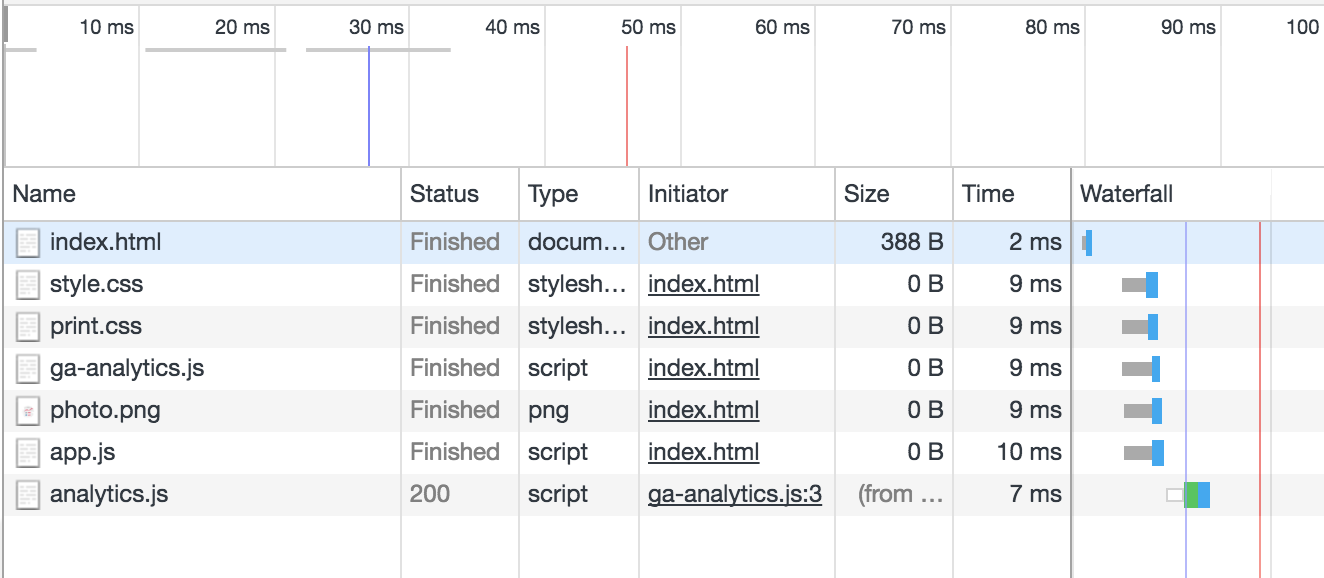 10 ms 20 ms 30 ms 40 ms 50 ms 60 ms 70 ms 80 ms 90 ms 100
Name Status Type Initiator Size Time Waterfall
index.html Finished docum… Other 388 B 2 ms
style.css Finished stylesh… index.html 0 B 9 ms
print.css Finished stylesh… index.html 0 B 9 ms
ga-analytics.js Finished script index.html 0 B 9 ms
photo.png Finished png index.html 0 B 9 ms
app.js Finished script index.html 0 B 10 ms
analytics.js 200 script ga-analytics.js:3 (from … 7 ms